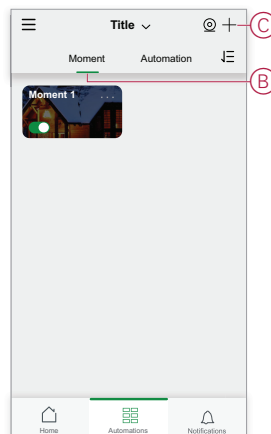 Title
C
Moment Automation
B
Moment 1 ...
Home Automations Notifications